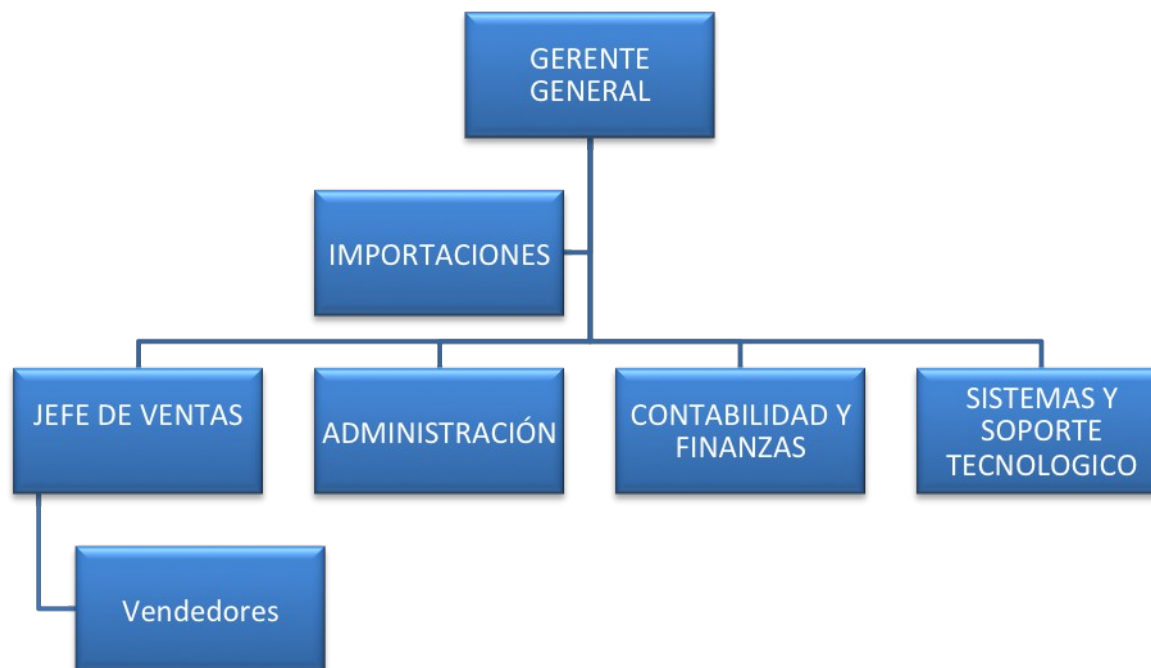 GERENTE
GENERAL
IMPORTACIONES
JEFE DE VENTAS
ADMINISTRACIÓN
CONTABILIDAD Y
FINANZAS
SISTEMAS Y
SOPORTE
TECNOLOGICO
Vendedores